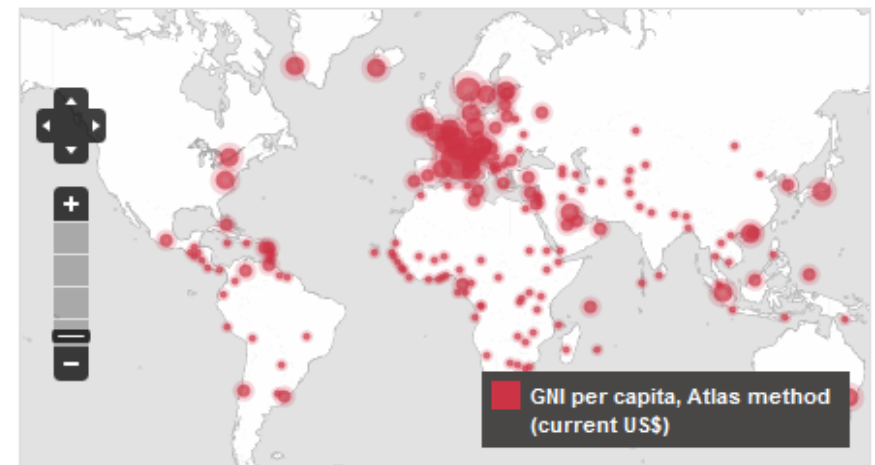 GNI per capita, Atlas method
(current US$)